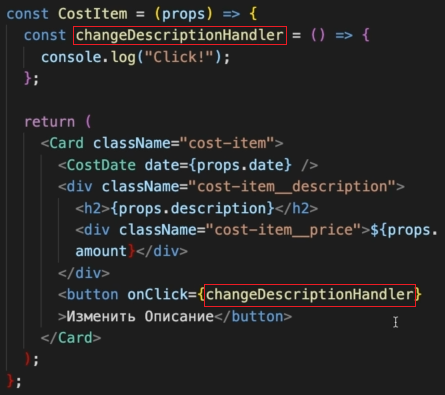 const CostItem = (props) => {
const changeDescriptionHandler = () => {
console.log("Click!");
};
return (
<Card className="cost-item">
<CostDate date={props.date} />
<div className="cost-item__description">
<h2>{props.description}</h2>
<div className="cost-item__price">${props.
amount}</div>
</div>
<button onClick={changeDescriptionHandler}
>Изменить Описание</button>
</Card>
);
};